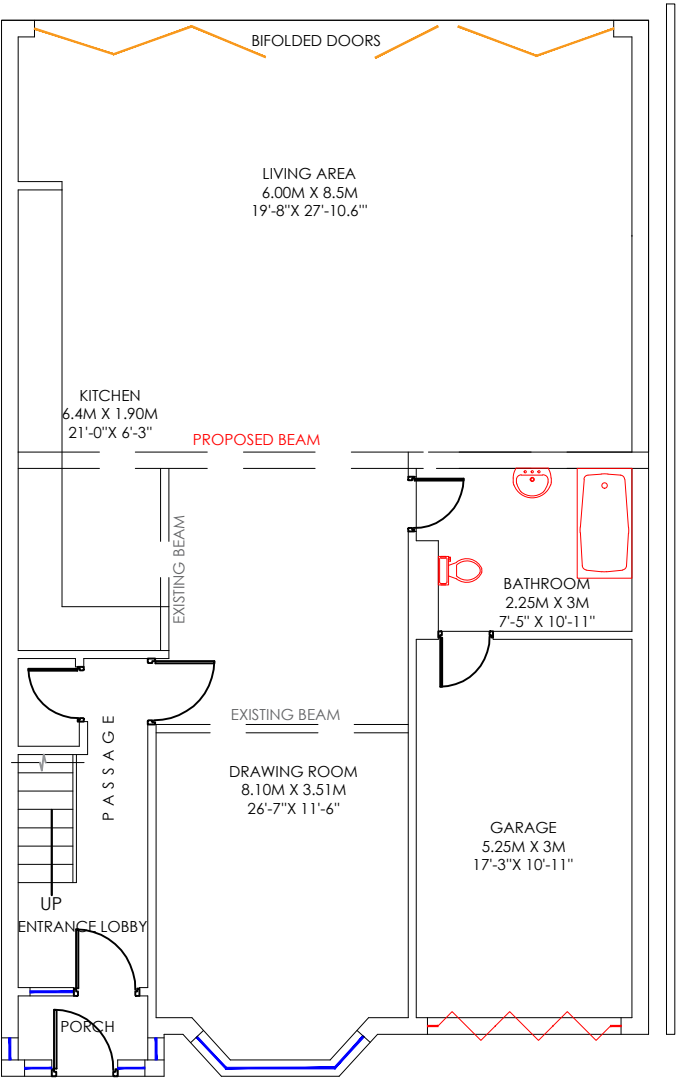 BIFOLDED DOORS
LIVING AREA
6.00M X 8.5M
19'-8"X 27'-10.6'"
KITCHEN
6.4M X 1.90M
21'-0"X 6'-3"
PROPOSED BEAM
EXISTING BEAM
BATHROOM
2.25M X 3M
7'-5" X 10'-11"
EXISTING BEAM
PASSAGE
DRAWING ROOM
8.10M X 3.51M
26'-7"X 11'-6"
GARAGE
5.25M X 3M
17'-3"X 10'-11"
UP
ENTRANCE LOBBY
PORCH